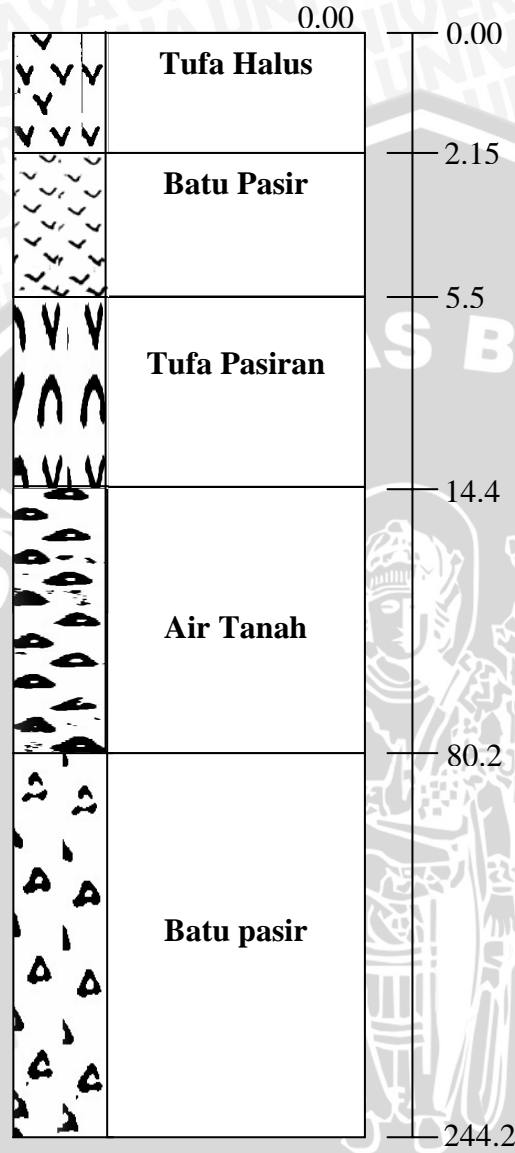 0.00
0.00
Tufa Halus
2.15
Batu Pasir
5.5
Tufa Pasiran
14.4
Air Tanah
80.2
Batu pasir
244.2